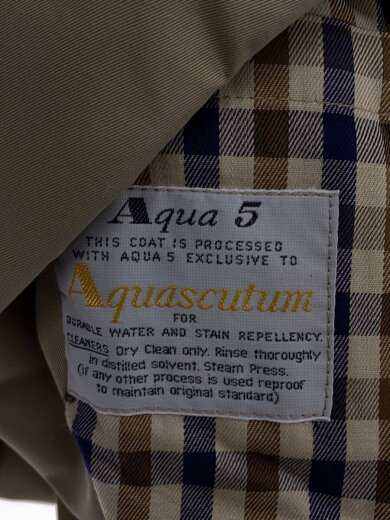 Aqua 5
THIS COAT IS PROCESSED
WITH AQUA 5 EXCLUSIVE TO
Aquascutum
FOR
DURABLE WATER AND STAIN REPELLENCY.
CLEANERS: Dry Clean only. Rinse thoroughly
in distilled solvent. Steam Press.
(if any other process is used reproof
to maintain original standard)